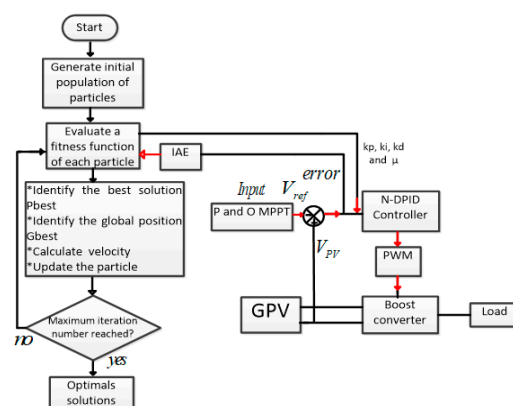 Start
Generate initial
population of
particles
Evaluate a
fitness function
of each particle
IAE
*Identify the best solution
Pbest
*Identify the global position
Gbest
*Calculate velocity
*Update the particle
Maximum iteration
number reached?
no
yes
Optimals
solutions
kp, ki, kd
and μ
Input
V_ref
error
P and O MPPT
N-DPID
Controller
V_PV
PWM
GPV
Boost
converter
Load